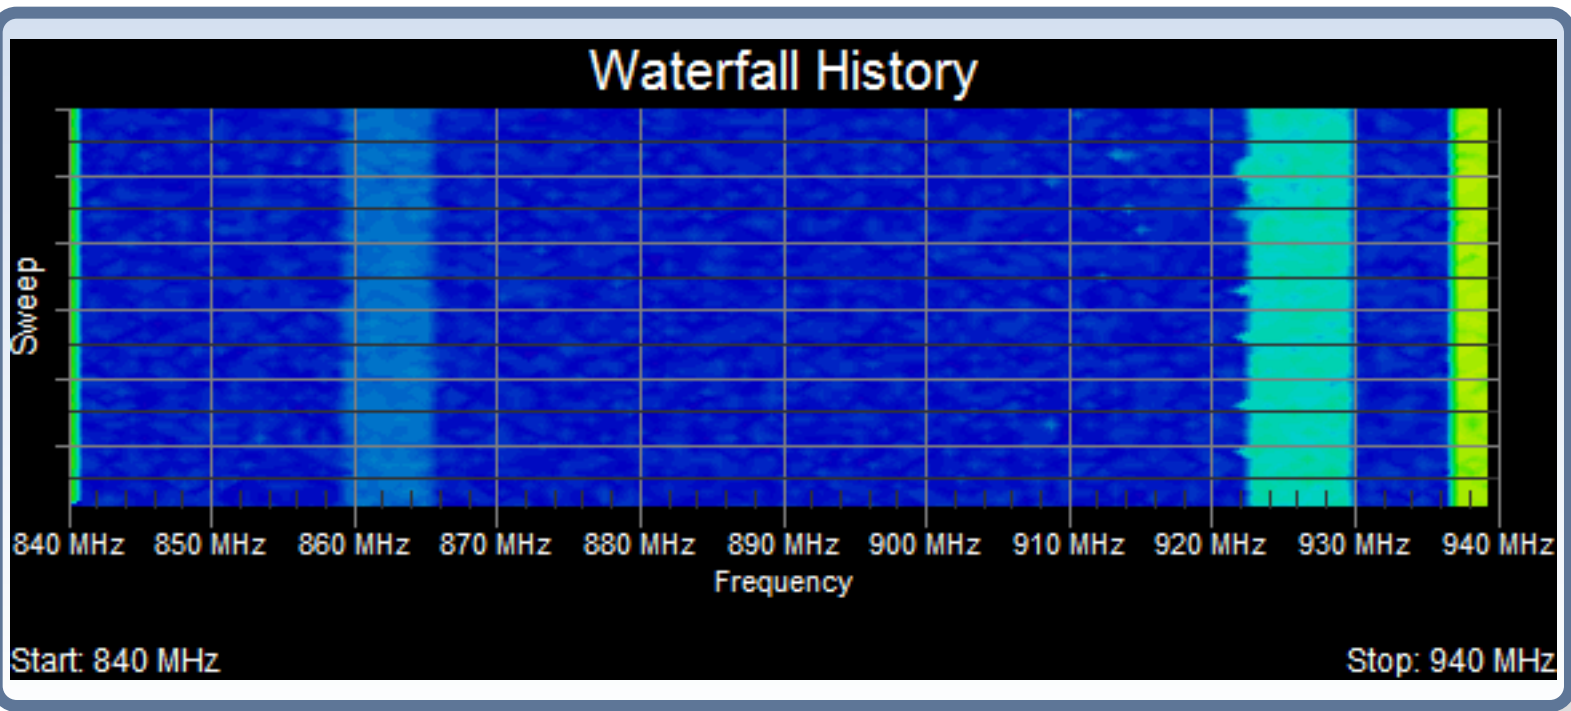 Waterfall History
Sweep
840 MHz 850 MHz 860 MHz 870 MHz 880 MHz 890 MHz 900 MHz 910 MHz 920 MHz 930 MHz 940 MHz
Frequency
Start: 840 MHz
Stop: 940 MHz